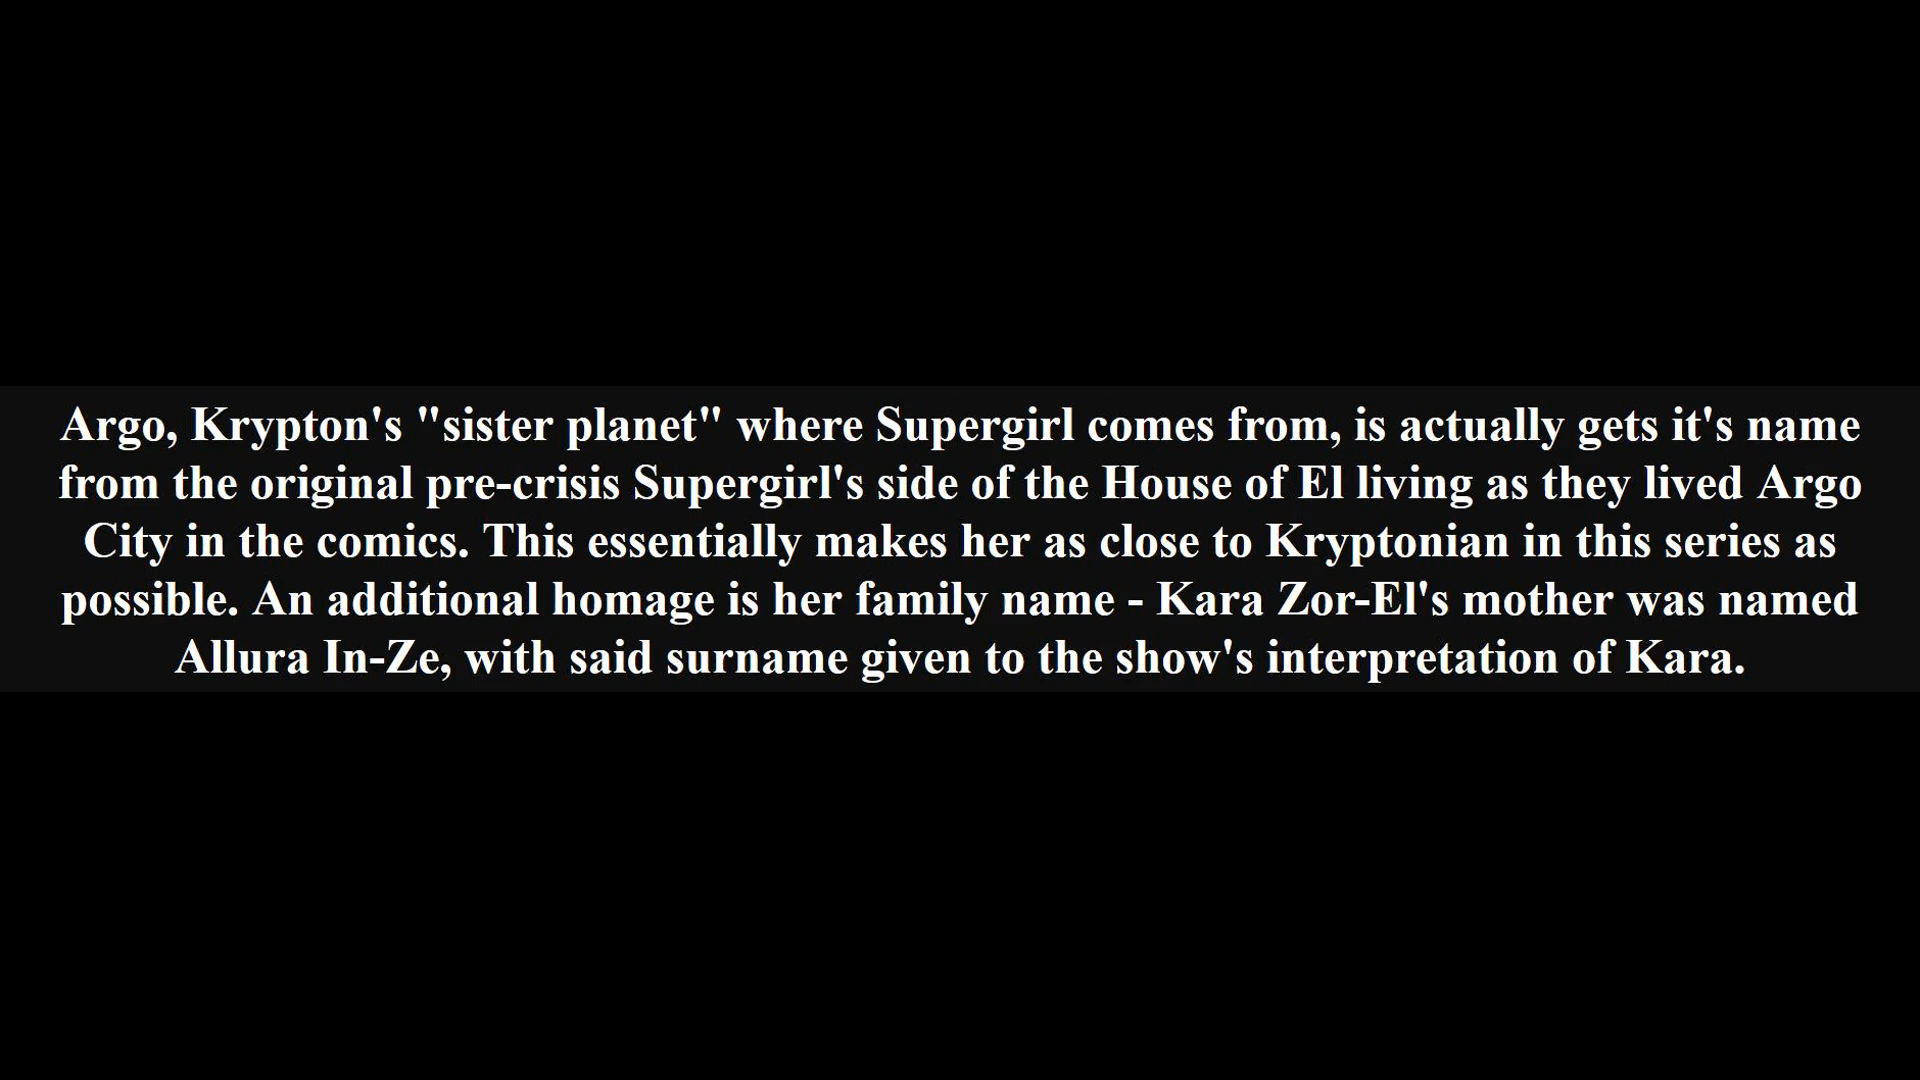 Argo, Krypton's "sister planet" where Supergirl comes from, is actually gets it's name
from the original pre-crisis Supergirl's side of the House of El living as they lived Argo
City in the comics. This essentially makes her as close to Kryptonian in this series as
possible. An additional homage is her family name - Kara Zor-El's mother was named
Allura In-Ze, with said surname given to the show's interpretation of Kara.